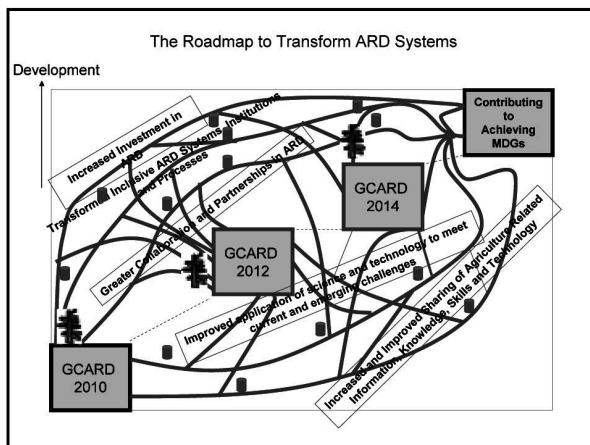 The Roadmap to Transform ARD Systems
Development
Contributing
to
Achieving
MDGs
Increased Investment in
ARD
Transformed Inclusive ARD Systems, Institutions
and Processes
Greater Collaboration and Partnerships in ARD
GCARD
2014
GCARD
2012
Improved application of science and technology to meet
current and emerging challenges
Increased and Improved Sharing of Agriculture Related
Information, Knowledge, Skills and Technology
GCARD
2010